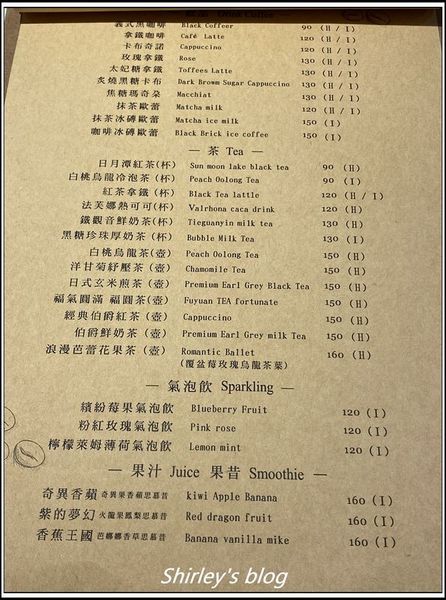 義式黑咖啡 Black Coffeer 90 (H / I)
拿鐵咖啡 Café Latte 120 (H / I)
卡布奇諾 Cappuccino 120 (H / I)
玫瑰拿鐵 Rose 130 (H / I)
太妃糖拿鐵 Toffees Latte 130 (H / I)
炙燒黑糖卡布 Dark Brown Sugar Cappuccino 130 (H / I)
焦糖瑪奇朵 Macchiat 130 (H / I)
抹茶歐蕾 Matcha milk 120 (H / I)
抹茶冰磚歐蕾 Matcha ice milk 150 (I)
咖啡冰磚歐蕾 Black Brick ice coffee 150 (I)
— 茶 Tea —
日月潭紅茶(杯) Sun moon lake black tea 90 (H)
白桃烏龍冷泡茶(杯) Peach Oolong Tea 90 (I)
紅茶拿鐵(杯) Black Tea lattle 120 (H / I)
法芙娜熱可可(杯) Valrhona caca drink 120 (H)
鐵觀音鮮奶茶(杯) Tieguanyin milk tea 130 (H)
黑糖珍珠厚奶茶(杯) Bubble Milk Tea 130 (I)
白桃烏龍茶(壺) Peach Oolong Tea 150 (H)
洋甘菊紓壓茶(壺) Chamomile Tea 150 (H)
日式玄米煎茶(壺) Premium Earl Grey Black Tea 150 (H)
福氣圓滿 福圓茶(壺) Fuyuan TEA fortunate 150 (H)
經典伯爵紅茶(壺) Cappuccino 150 (H)
伯爵鮮奶茶(壺) Premium Earl Grey milk Tea 150 (H)
浪漫芭蕾花果茶(壺) Romantic Ballet 160 (H)
(覆盆莓玫瑰烏龍茶葉)
— 氣泡飲 Sparkling —
繽紛莓果氣泡飲 Blueberry Fruit 120 (I)
粉紅玫瑰氣泡飲 Pink rose 120 (I)
檸檬萊姆薄荷氣泡飲 Lemon mint 120 (I)
— 果汁 Juice 果昔 Smoothie —
奇異香蘋 奇異果香蘋思慕昔 kiwi Apple Banana 160 (I)
紫的夢幻 火龍果鳳梨思慕昔 Red dragon fruit 160 (I)
香蕉王國 芭娜娜香草思慕昔 Banana vanilla mike 160 (I)
Shirley's blog